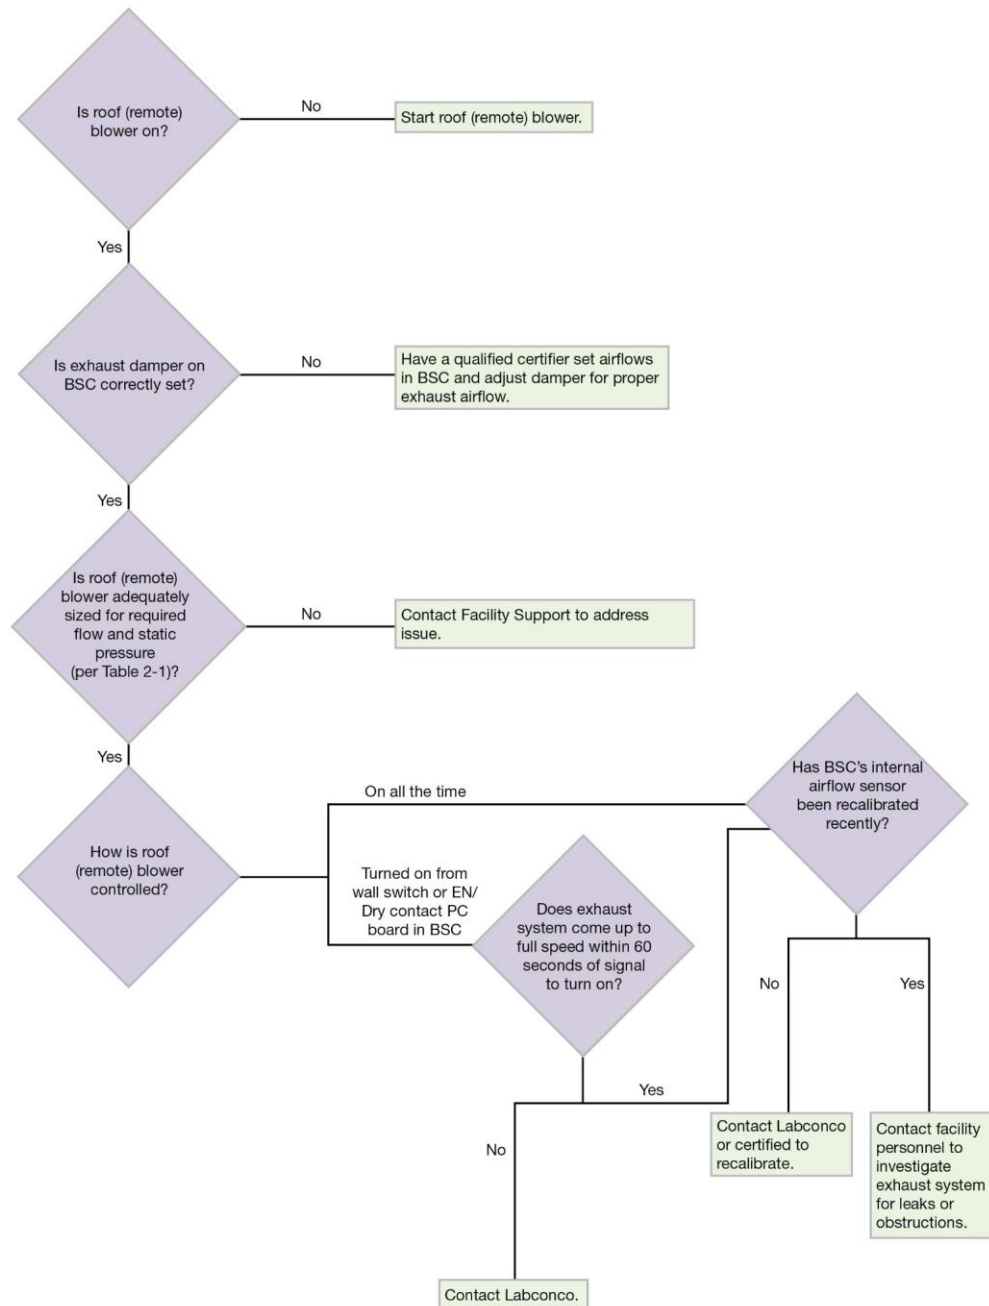 Is roof (remote)
blower on?
No
Start roof (remote) blower.
Yes
Is exhaust damper on
BSC correctly set?
No
Have a qualified certifier set airflows
in BSC and adjust damper for proper
exhaust airflow.
Yes
Is roof (remote)
blower adequately
sized for required
flow and static
pressure
(per Table 2-1)?
No
Contact Facility Support to address
issue.
Yes
How is roof
(remote) blower
controlled?
On all the time
Turned on from
wall switch or EN/
Dry contact PC
board in BSC
Does exhaust
system come up to
full speed within 60
seconds of signal
to turn on?
Has BSC's internal
airflow sensor
been recalibrated
recently?
No
Yes
Yes
No
Contact Labconco
or certified to
recalibrate.
Contact facility
personnel to
investigate
exhaust system
for leaks or
obstructions.
Contact Labconco.